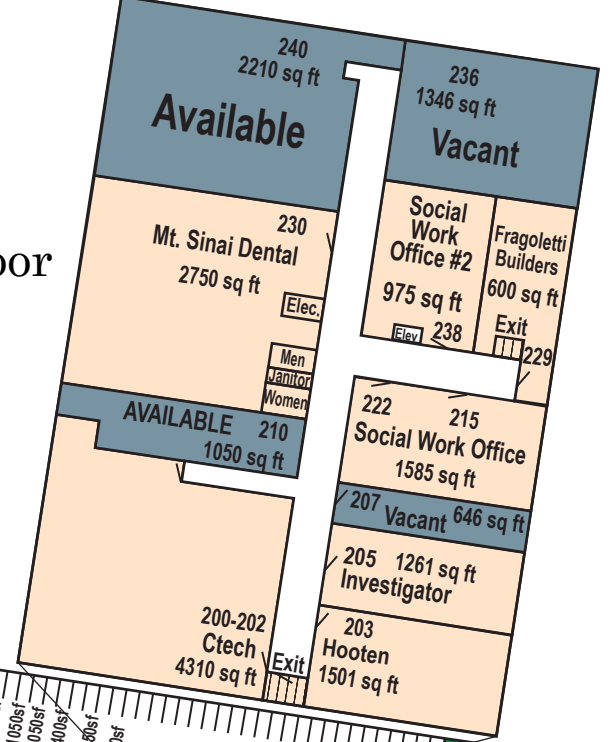 240
2210 sq ft
Available
236
1346 sq ft
Vacant
230
Mt. Sinai Dental
2750 sq ft
Social
Work
Office #2
975 sq ft
Fragoletti
Builders
600 sq ft
Elec.
Elev
238
Exit
229
Men
Janitor
Women
AVAILABLE 210
1050 sq ft
222
215
Social Work Office
1585 sq ft
207 Vacant 646 sq ft
205 1261 sq ft
Investigator
203
Hooten
1501 sq ft
200-202
Ctech
4310 sq ft
Exit
1050sf